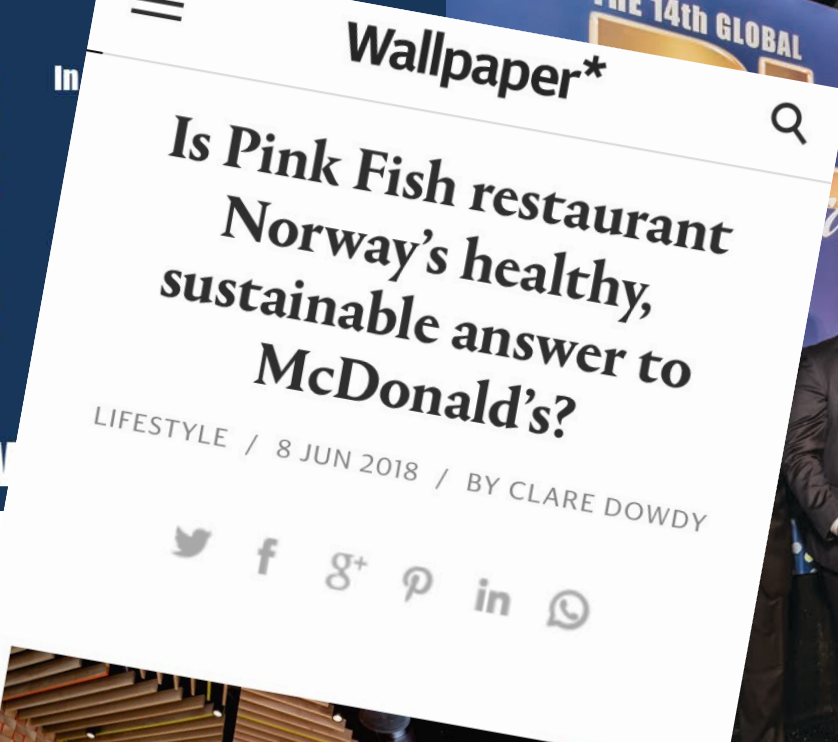 THE 14th GLOBAL
In
Wallpaper*
Is Pink Fish restaurant
Norway’s healthy,
sustainable answer to
McDonald’s?
LIFESTYLE / 8 JUN 2018 / BY CLARE DOWDY